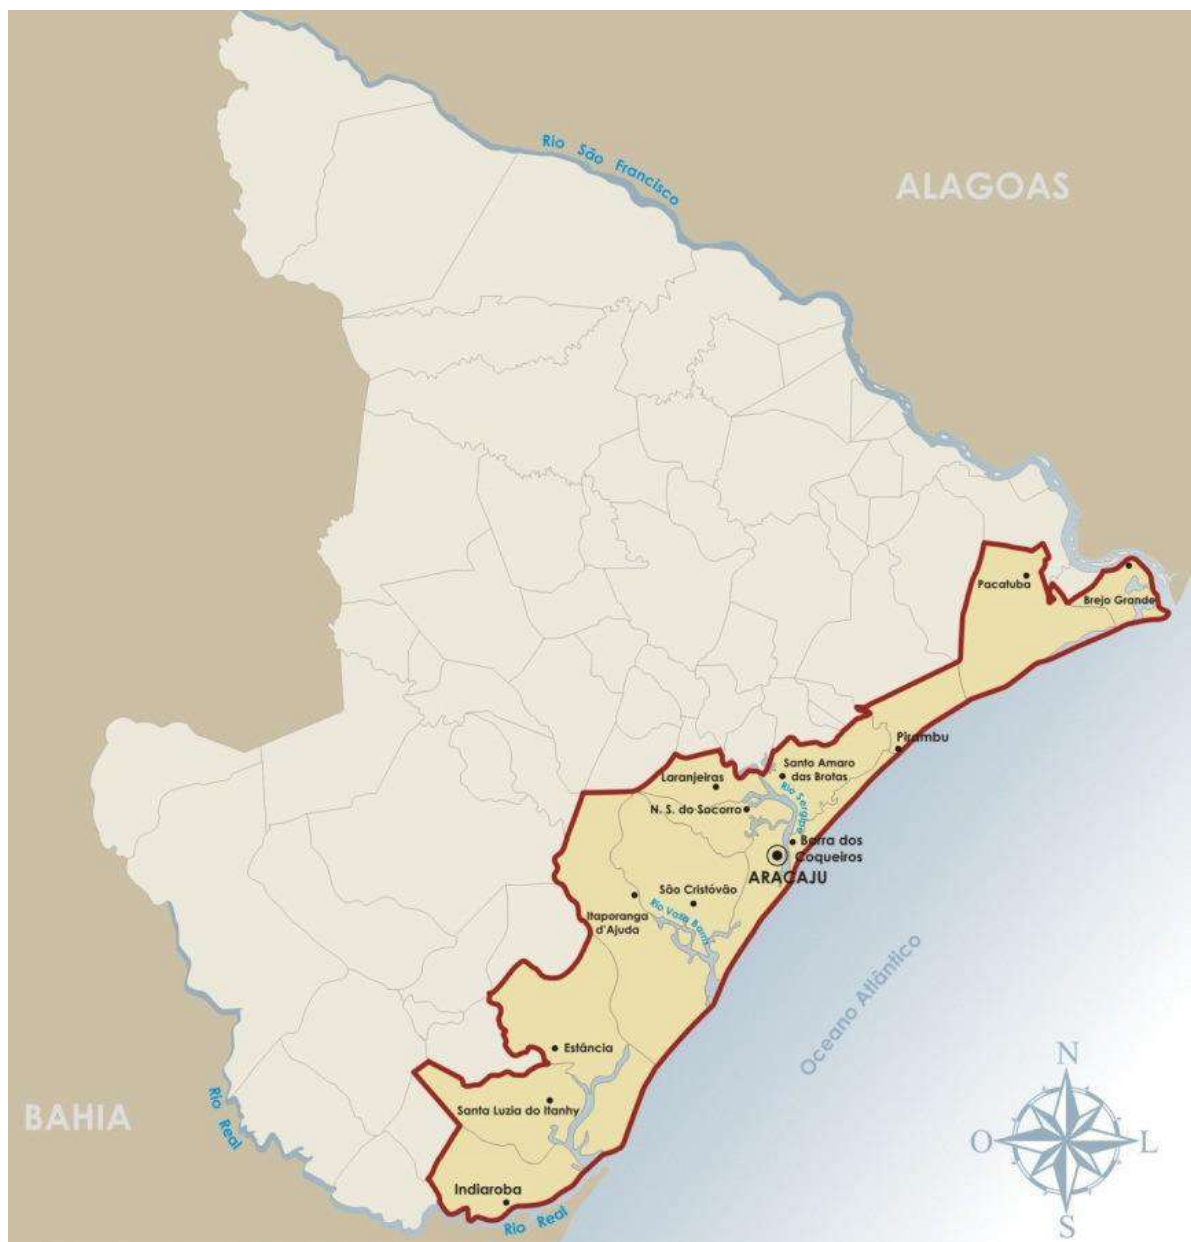 Rio São Francisco
ALAGOAS
Pacatuba
Brejo Grande
Pirambu
Santo Amaro
das Brotas
Laranjeiras
Rio Sergipe
N. S. do Socorro
Barra dos
Coqueiros
ARACAJU
São Cristóvão
Itaporanga
d'Ajuda
Rio Vaza Barris
Oceano Atlântico
Estância
N
Santa Luzia do Itanhy
BAHIA
Rio Real
O
L
Indiaroba
Rio Real
S